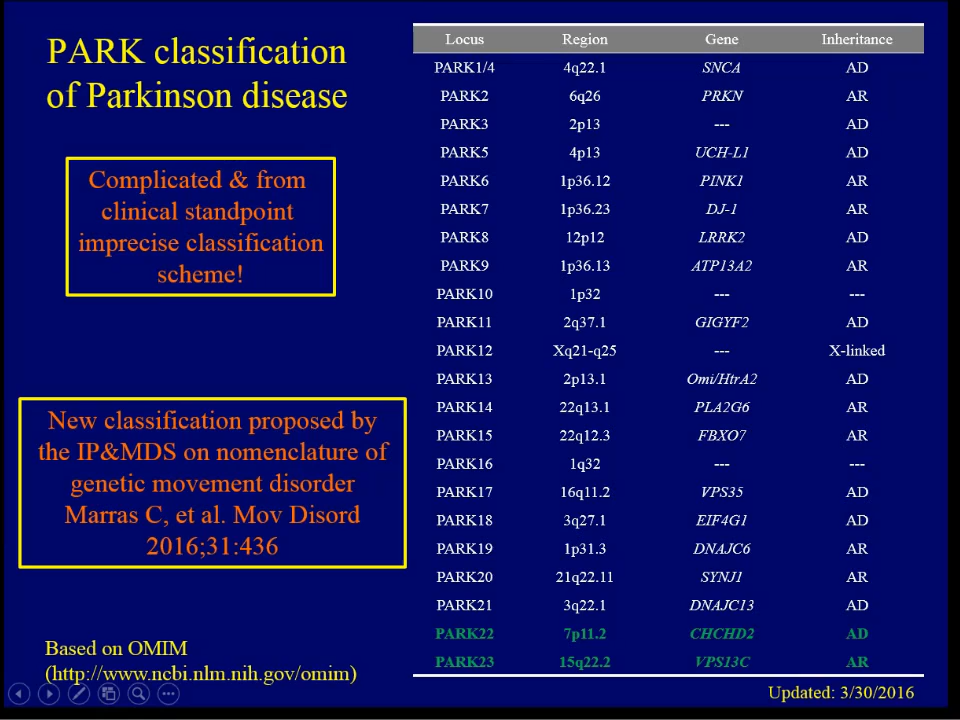 PARK classification
of Parkinson disease
Complicated & from
clinical standpoint
imprecise classification
scheme!
New classification proposed by
the IP&MDS on nomenclature of
genetic movement disorder
Marras C, et al. Mov Disord
2016;31:436
Based on OMIM
(http://www.ncbi.nlm.nih.gov/omim)
Locus Region Gene Inheritance
PARK1/4 4q22.1 SNCA AD
PARK2 6q26 PRKN AR
PARK3 2p13 --- AD
PARK5 4p13 UCH-L1 AD
PARK6 1p36.12 PINK1 AR
PARK7 1p36.23 DJ-1 AR
PARK8 12p12 LRRK2 AD
PARK9 1p36.13 ATP13A2 AR
PARK10 1p32 --- ---
PARK11 2q37.1 GIGYF2 AD
PARK12 Xq21-q25 --- X-linked
PARK13 2p13.1 Omi/HtrA2 AD
PARK14 22q13.1 PLA2G6 AR
PARK15 22q12.3 FBXO7 AR
PARK16 1q32 --- ---
PARK17 16q11.2 VPS35 AD
PARK18 3q27.1 EIF4G1 AD
PARK19 1p31.3 DNAJC6 AR
PARK20 21q22.11 SYNJ1 AR
PARK21 3q22.1 DNAJC13 AD
PARK22 7p11.2 CHCHD2 AD
PARK23 15q22.2 VPS13C AR
Updated: 3/30/2016